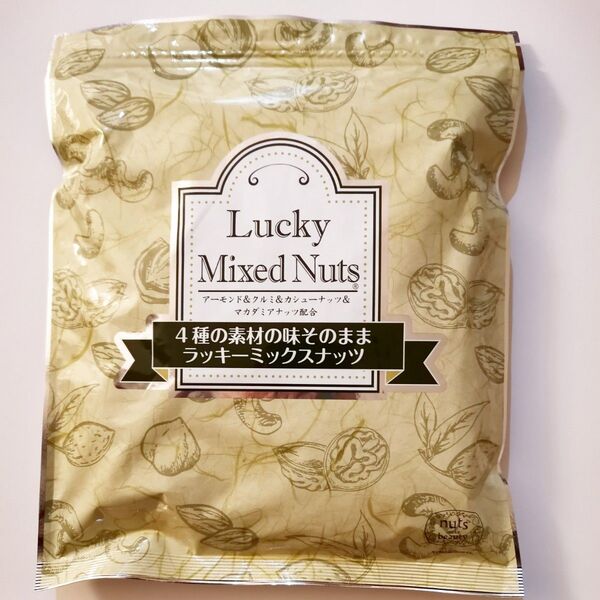 Lucky
Mixed Nuts®
アーモンド&クルミ&カシューナッツ&
マカダミアナッツ配合
4種の素材の味そのまま
ラッキーミックスナッツ
nuts
beauty